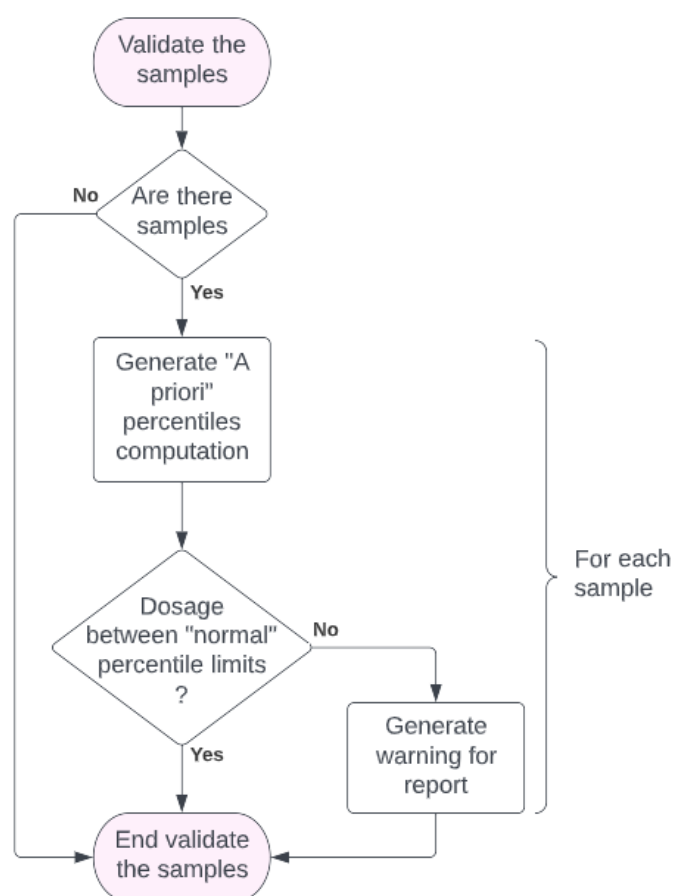 Validate the
samples
No
Are there
samples
Yes
Generate "A
priori"
percentiles
computation
For each
sample
Dosage
between "normal"
percentile limits
?
No
Generate
warning for
report
Yes
End validate
the samples